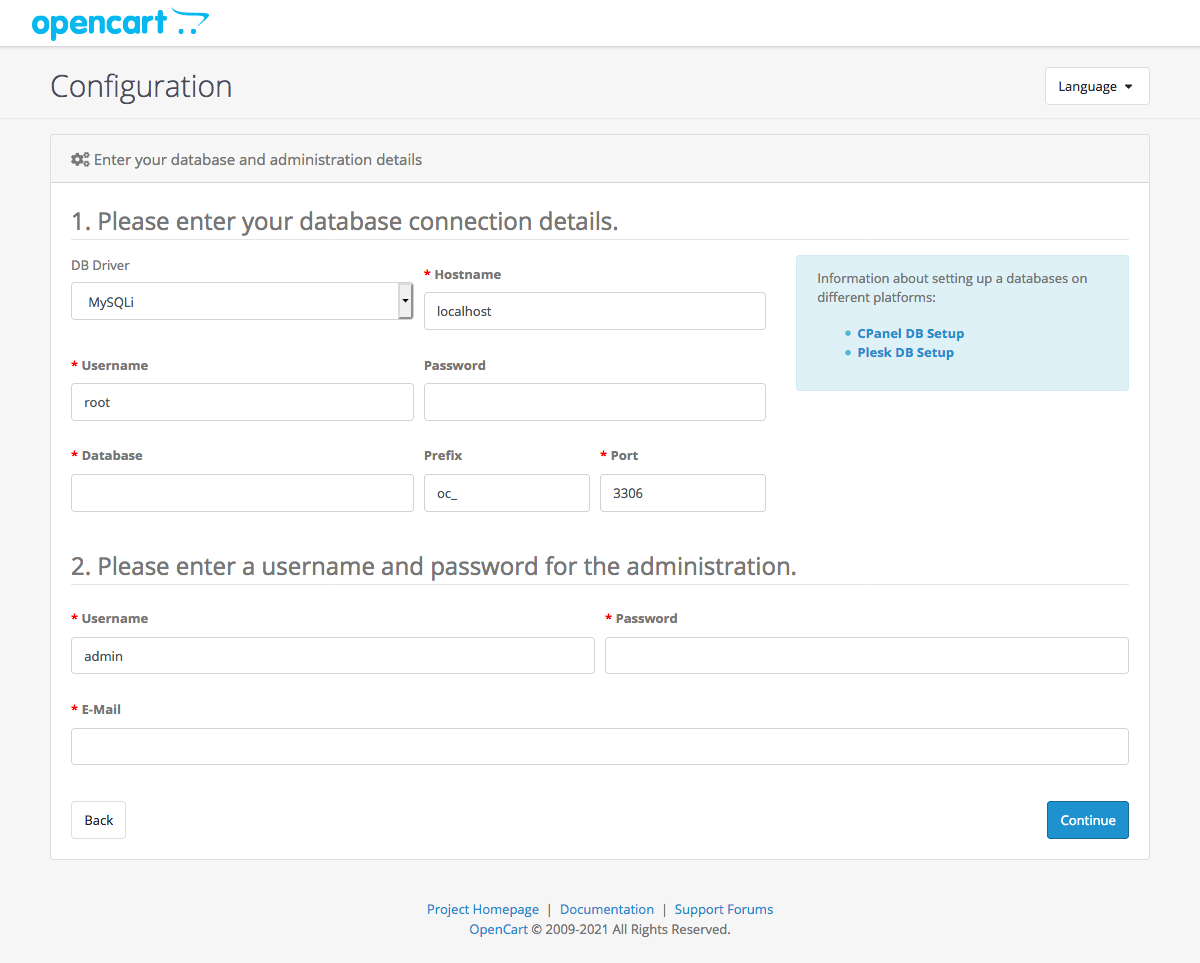 opencart
Configuration
Language
Enter your database and administration details
1. Please enter your database connection details.
DB Driver
MySQLi
* Hostname
localhost
Information about setting up a databases on
different platforms:
CPanel DB Setup
Plesk DB Setup
* Username
Password
root
* Database
Prefix
* Port
oc_
3306
2. Please enter a username and password for the administration.
* Username
* Password
admin
* E-Mail
Back
Continue
Project Homepage | Documentation | Support Forums
OpenCart © 2009-2021 All Rights Reserved.